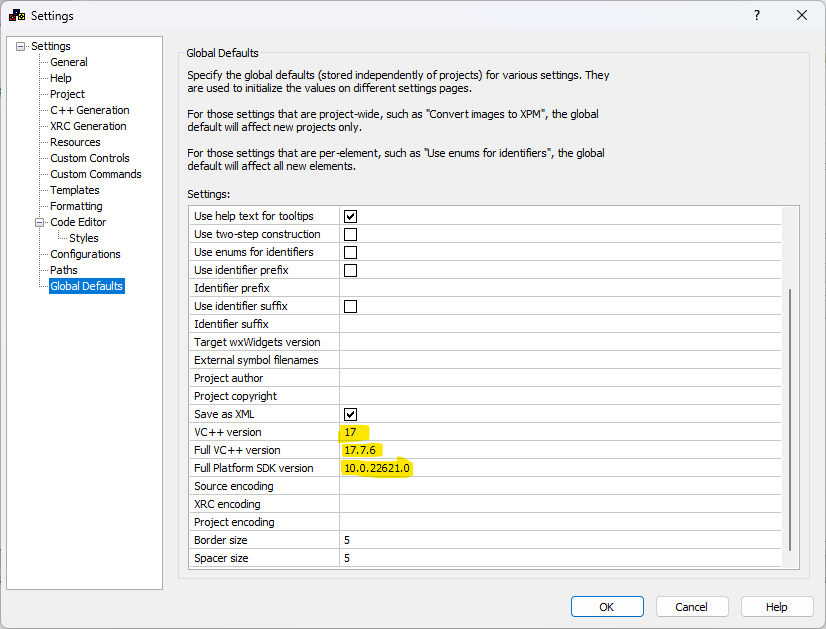 Settings
?
Settings
General
Help
Project
C++ Generation
XRC Generation
Resources
Custom Controls
Custom Commands
Templates
Formatting
Code Editor
Styles
Configurations
Paths
Global Defaults
Global Defaults
Specify the global defaults (stored independently of projects) for various settings. They
are used to initialize the values on different settings pages.
For those settings that are project-wide, such as "Convert images to XPM", the global
default will affect new projects only.
For those settings that are per-element, such as "Use enums for identifiers", the global
default will affect all new elements.
Settings:
Use help text for tooltips
Use two-step construction
Use enums for identifiers
Use identifier prefix
Identifier prefix
Use identifier suffix
Identifier suffix
Target wxWidgets version
External symbol filenames
Project author
Project copyright
Save as XML
VC++ version 17
Full VC++ version 17.7.6
Full Platform SDK version 10.0.22621.0
Source encoding
XRC encoding
Project encoding
Border size 5
Spacer size 5
OK Cancel Help